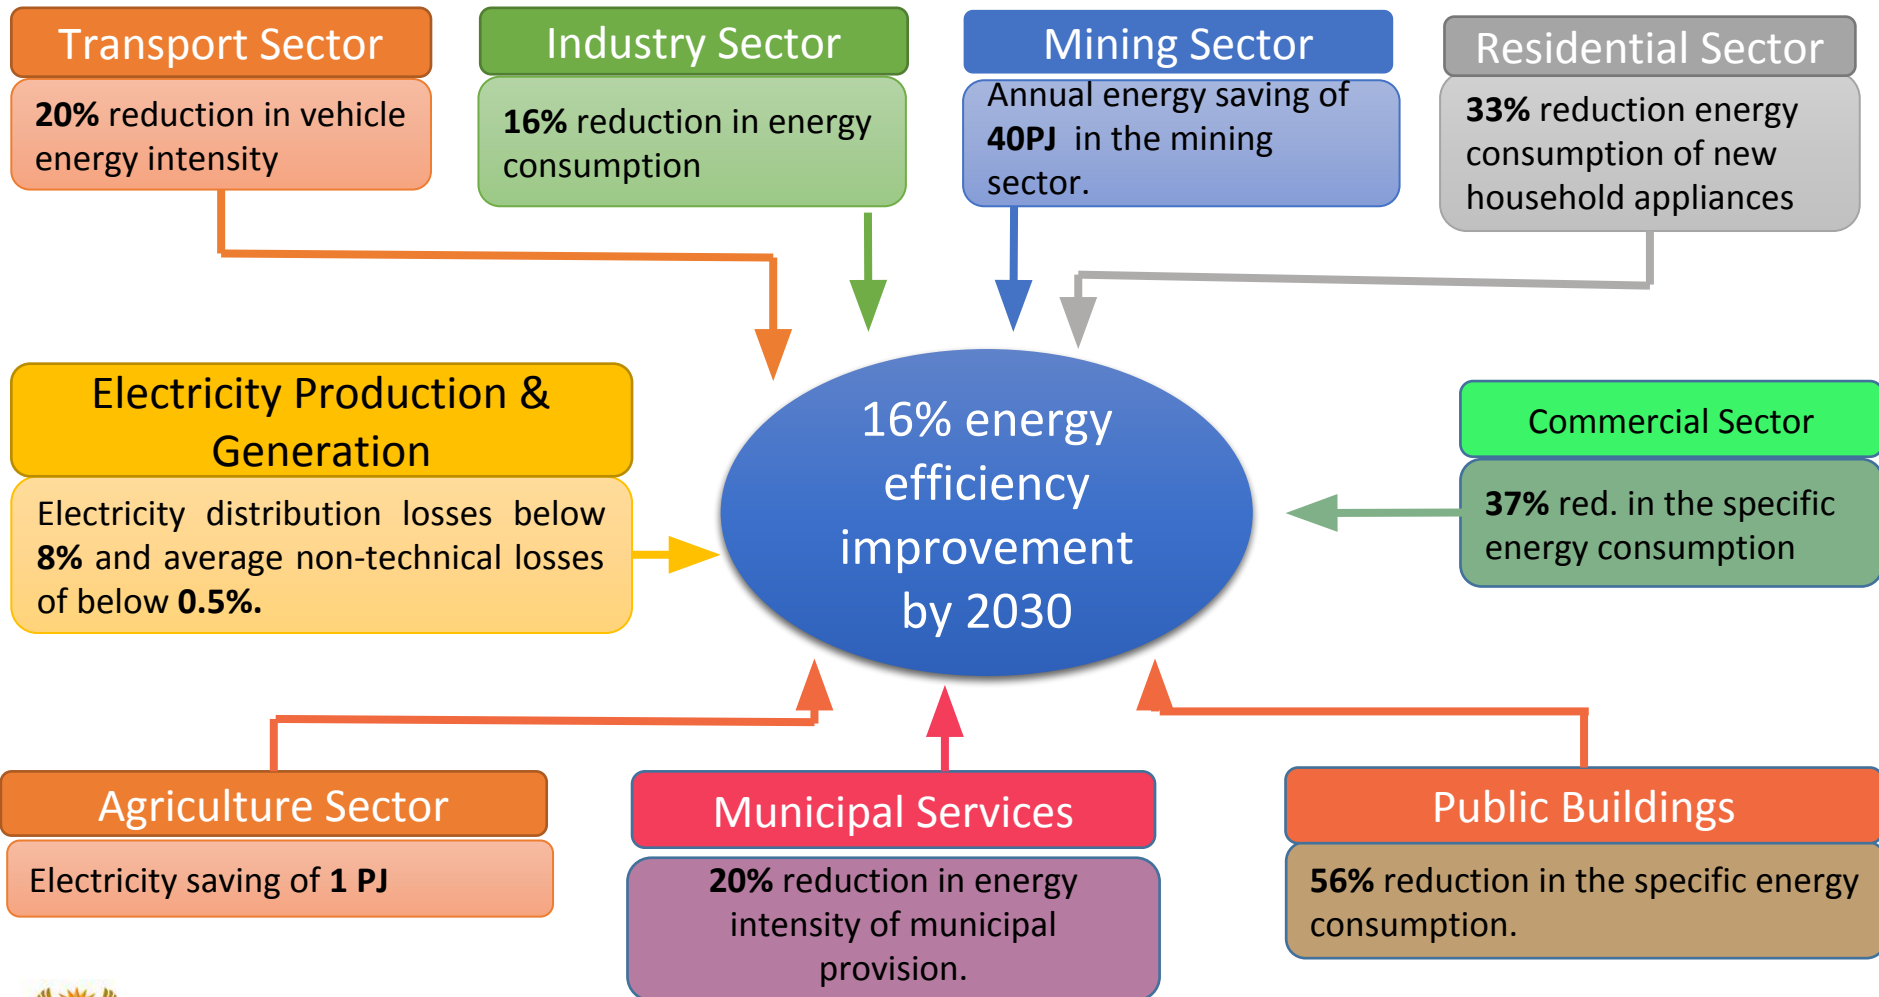 Transport Sector
20% reduction in vehicle
energy intensity
Industry Sector
16% reduction in energy
consumption
Mining Sector
Annual energy saving of
40PJ in the mining
sector.
Residential Sector
33% reduction energy
consumption of new
household appliances
Electricity Production &
Generation
Electricity distribution losses below
8% and average non-technical losses
of below 0.5%.
16% energy
efficiency
improvement
by 2030
Commercial Sector
37% red. in the specific
energy consumption
Agriculture Sector
Electricity saving of 1 PJ
Municipal Services
20% reduction in energy
intensity of municipal
provision.
Public Buildings
56% reduction in the specific energy
consumption.